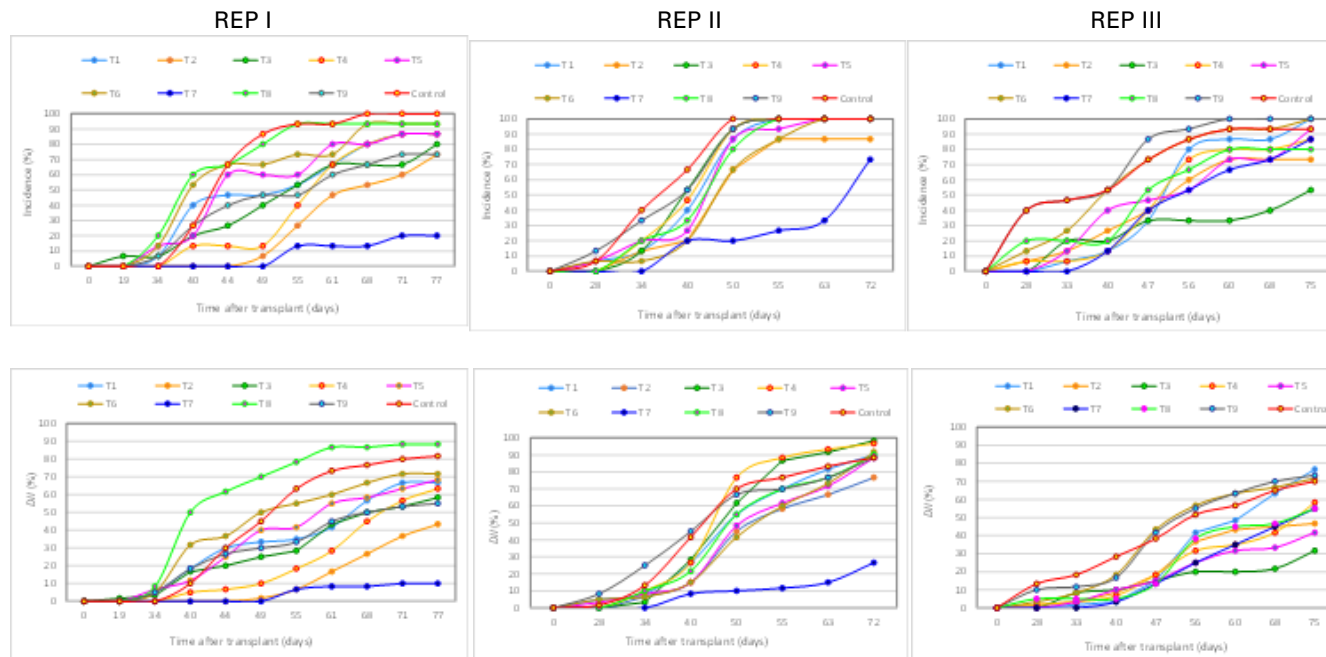 REP I REP II REP III
T1 T2 T3 T4 T5
T6 T7 T8 T9 Control
Incidence (%)
100
90
80
70
60
50
40
30
20
10
0
0 19 34 40 44 49 55 61 68 71 77
Time after transplant (days)
T1 T2 T3 T4 T5
T6 T7 T8 T9 Control
Incidence (%)
100
90
80
70
60
50
40
30
20
10
0
0 28 34 40 50 55 63 72
Time after transplant (days)
T1 T2 T3 T4 T5
T6 T7 T8 T9 Control
Incidense (%)
100
90
80
70
60
50
40
30
20
10
0
0 28 33 40 47 56 60 68 75
Time after transplant (days)
T1 T2 T3 T4 T5
T6 T7 T8 T9 Control
ΔW (%)
100
90
80
70
60
50
40
30
20
10
0
0 19 34 40 44 49 55 61 68 71 77
Time after transplant (days)
T1 T2 T3 T4 T5
T6 T7 T8 T9 Control
ΔW (%)
100
90
80
70
60
50
40
30
20
10
0
0 28 34 40 50 55 63 72
Time after transplant (days)
T1 T2 T3 T4 T5
T6 T7 T8 T9 Control
ΔW (%)
100
90
80
70
60
50
40
30
20
10
0
0 28 33 40 47 56 60 68 75
Time after transplant (days)